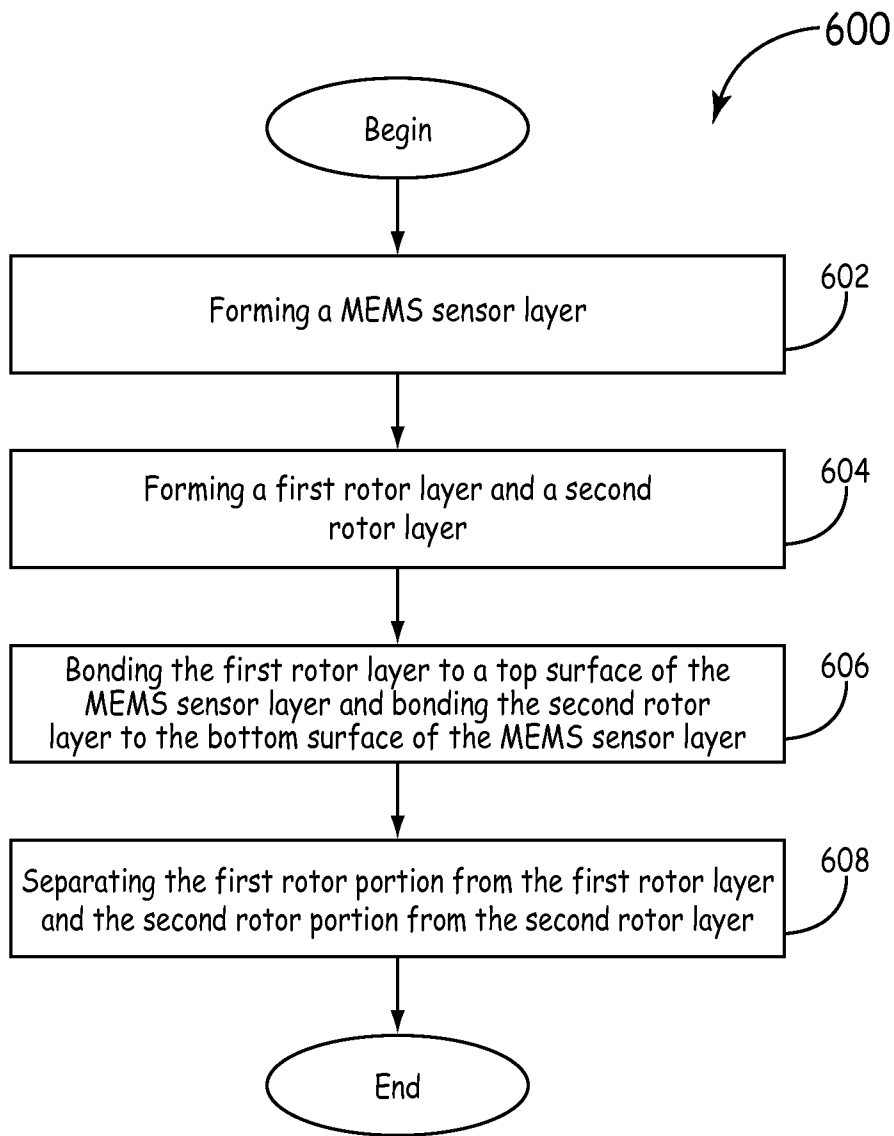 600
Begin
602
Forming a MEMS sensor layer
604
Forming a first rotor layer and a second
rotor layer
606
Bonding the first rotor layer to a top surface of the
MEMS sensor layer and bonding the second rotor
layer to the bottom surface of the MEMS sensor layer
608
Separating the first rotor portion from the first rotor layer
and the second rotor portion from the second rotor layer
End